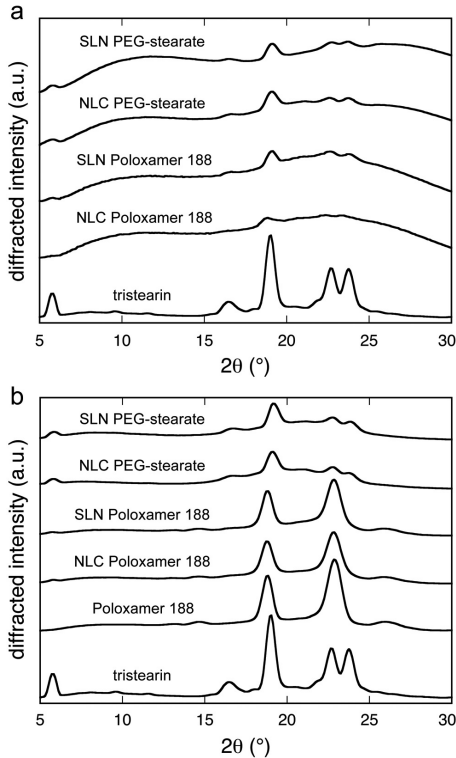 a
diffracted intensity (a.u.)
SLN PEG-stearate
NLC PEG-stearate
SLN Poloxamer 188
NLC Poloxamer 188
tristearin
5 10 15 20 25 30
2θ (°)
b
diffracted intensity (a.u.)
SLN PEG-stearate
NLC PEG-stearate
SLN Poloxamer 188
NLC Poloxamer 188
Poloxamer 188
tristearin
5 10 15 20 25 30
2θ (°)